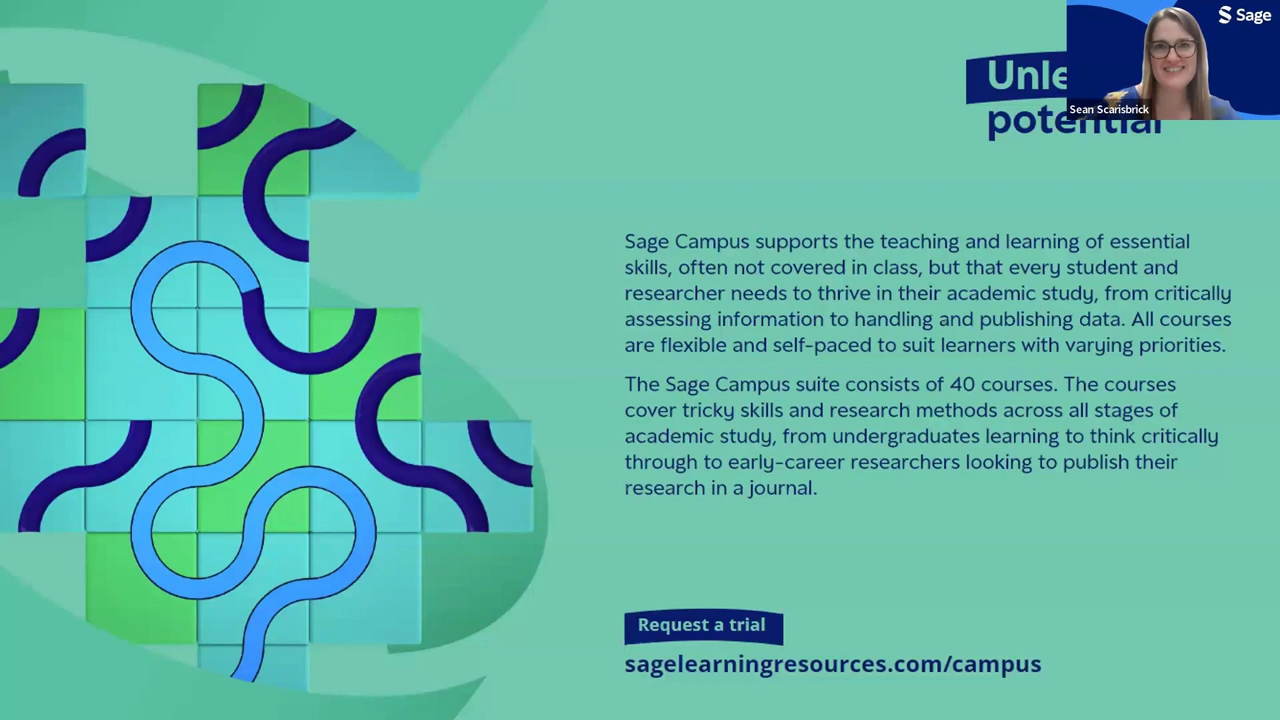 Sage
Unle
Sean Scarisbrick
potential
Sage Campus supports the teaching and learning of essential
skills, often not covered in class, but that every student and
researcher needs to thrive in their academic study, from critically
assessing information to handling and publishing data. All courses
are flexible and self-paced to suit learners with varying priorities.
The Sage Campus suite consists of 40 courses. The courses
cover tricky skills and research methods across all stages of
academic study, from undergraduates learning to think critically
through to early-career researchers looking to publish their
research in a journal.
Request a trial
sagelearningresources.com/campus